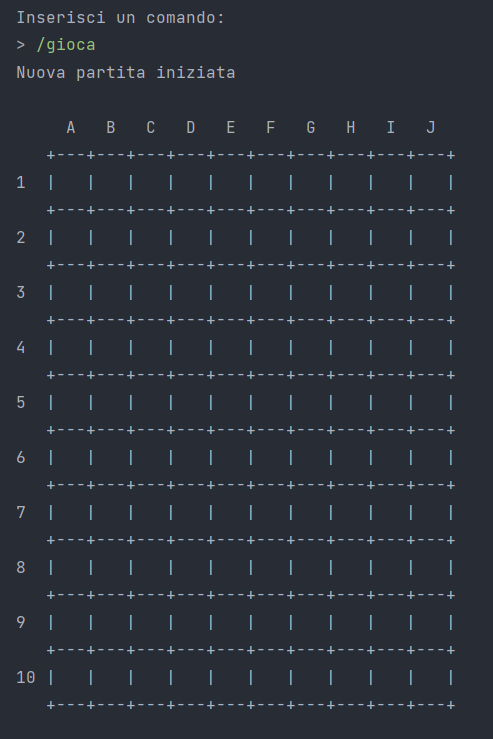 Inserisci un comando:
> /gioca
Nuova partita iniziata
     A   B   C   D   E   F   G   H   I   J
   +---+---+---+---+---+---+---+---+---+---+
1  |   |   |   |   |   |   |   |   |   |   |
   +---+---+---+---+---+---+---+---+---+---+
2  |   |   |   |   |   |   |   |   |   |   |
   +---+---+---+---+---+---+---+---+---+---+
3  |   |   |   |   |   |   |   |   |   |   |
   +---+---+---+---+---+---+---+---+---+---+
4  |   |   |   |   |   |   |   |   |   |   |
   +---+---+---+---+---+---+---+---+---+---+
5  |   |   |   |   |   |   |   |   |   |   |
   +---+---+---+---+---+---+---+---+---+---+
6  |   |   |   |   |   |   |   |   |   |   |
   +---+---+---+---+---+---+---+---+---+---+
7  |   |   |   |   |   |   |   |   |   |   |
   +---+---+---+---+---+---+---+---+---+---+
8  |   |   |   |   |   |   |   |   |   |   |
   +---+---+---+---+---+---+---+---+---+---+
9  |   |   |   |   |   |   |   |   |   |   |
   +---+---+---+---+---+---+---+---+---+---+
10 |   |   |   |   |   |   |   |   |   |   |
   +---+---+---+---+---+---+---+---+---+---+